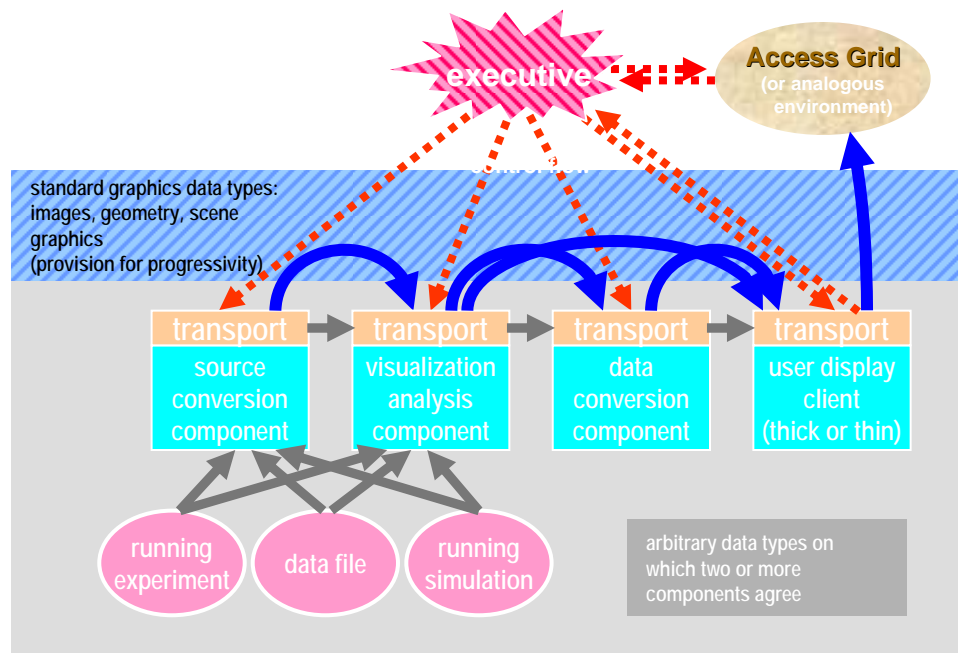 executive
Access Grid
(or analogous
environment)
control flow
standard graphics data types:
images, geometry, scene
graphics
(provision for progressivity)
transport
transport
transport
transport
source
conversion
component
visualization
analysis
component
data
conversion
component
user display
client
(thick or thin)
running
experiment
data file
running
simulation
arbitrary data types on
which two or more
components agree